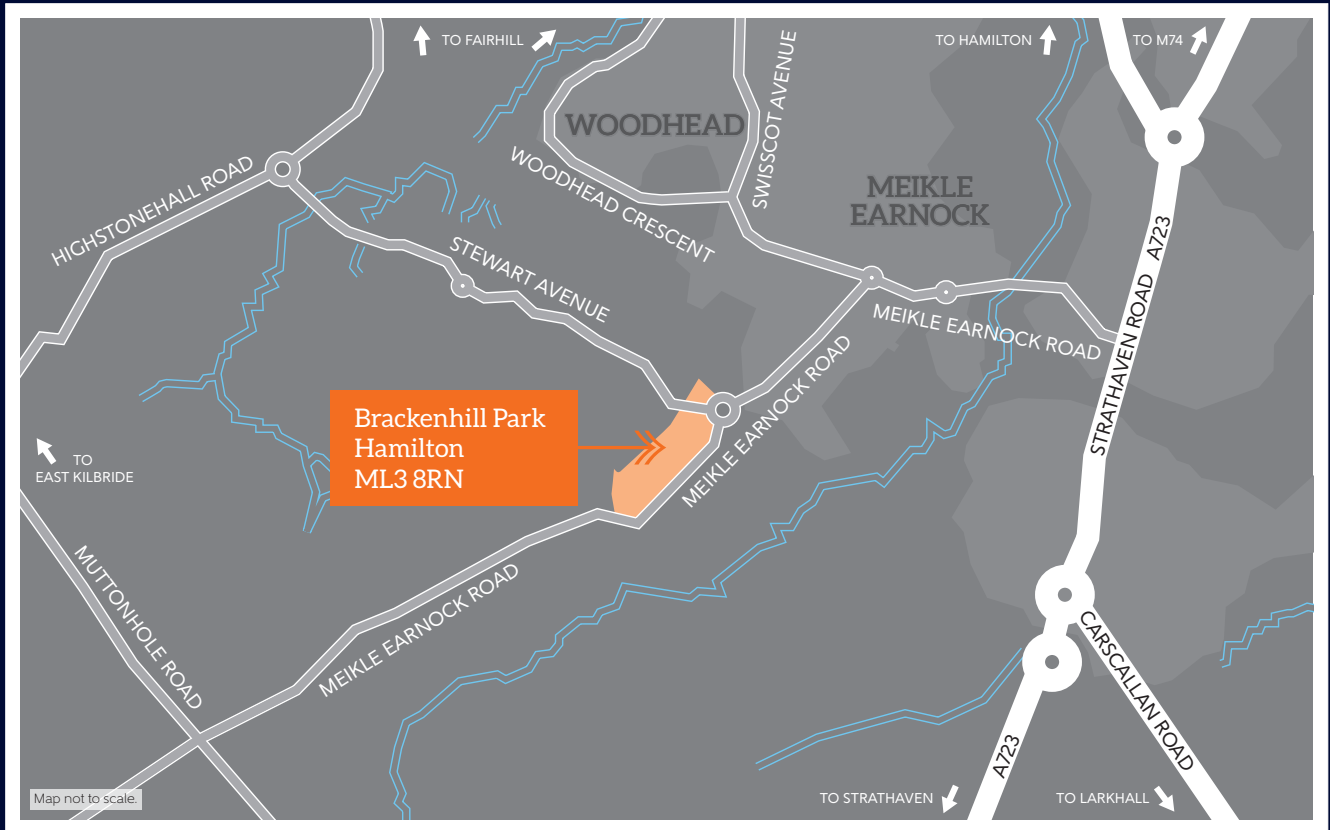 TO FAIRHILL
TO HAMILTON
TO M74
SWISSCOT AVENUE
WOODHEAD
WOODHEAD CRESCENT
HIGHSTONEHALL ROAD
MEIKLE
EARNOCK
STEWART AVENUE
STRATHAVEN ROAD A723
MEIKLE EARNOCK ROAD
MEIKLE EARNOCK ROAD
Brackenhill Park
Hamilton
ML3 8RN
TO
EAST KILBRIDE
MUTTONHOLE ROAD
MEIKLE EARNOCK ROAD
CARSCALLAN ROAD
A723
TO STRATHAVEN
TO LARKHALL
Map not to scale.